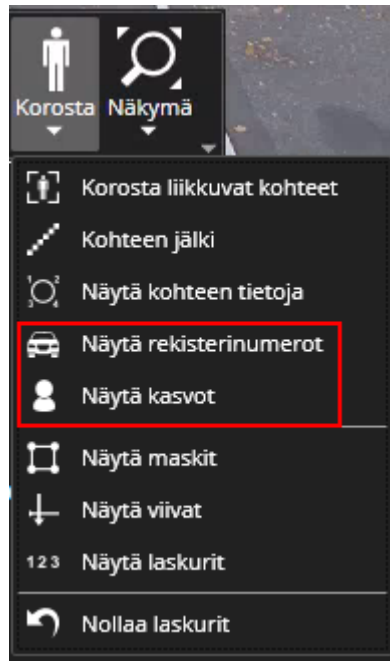 Korosta Näkymä
Korosta liikkuvat kohteet
Kohteen jälki
Näytä kohteen tietoja
Näytä rekisterinumerot
Näytä kasvot
Näytä maskit
Näytä viivat
123 Näytä laskurit
Nollaa laskurit